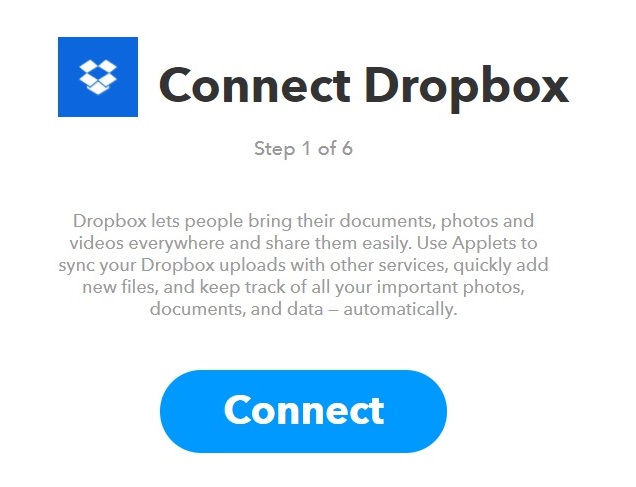 Connect Dropbox
Step 1 of 6
Dropbox lets people bring their documents, photos and
videos everywhere and share them easily. Use Applets to
sync your Dropbox uploads with other services, quickly add
new files, and keep track of all your important photos,
documents, and data – automatically.
Connect